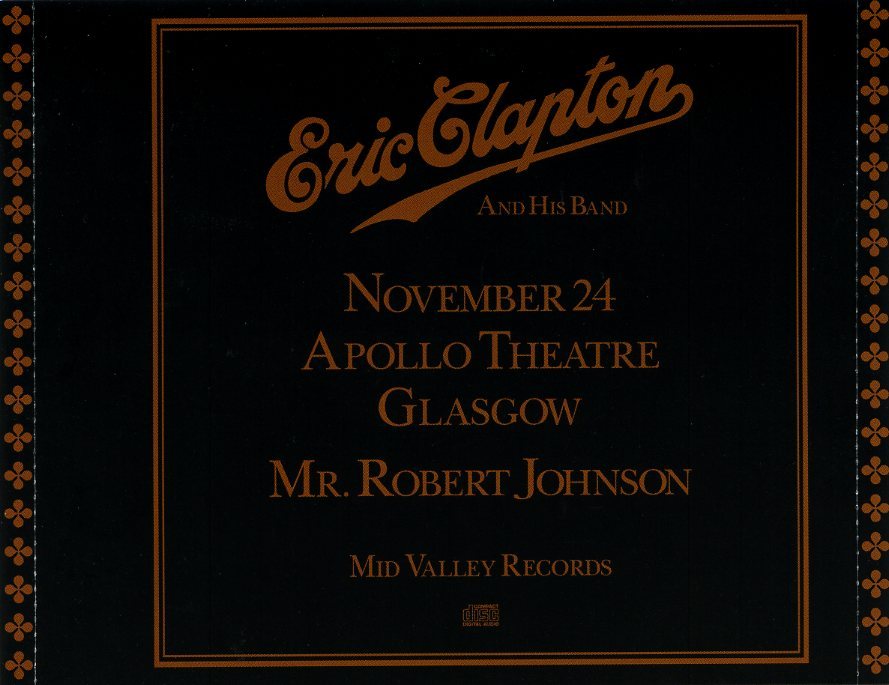 Eric Clapton
AND HIS BAND
NOVEMBER 24
APOLLO THEATRE
GLASGOW
MR. ROBERT JOHNSON
MID VALLEY RECORDS
COMPACT
disc
DIGITAL AUDIO